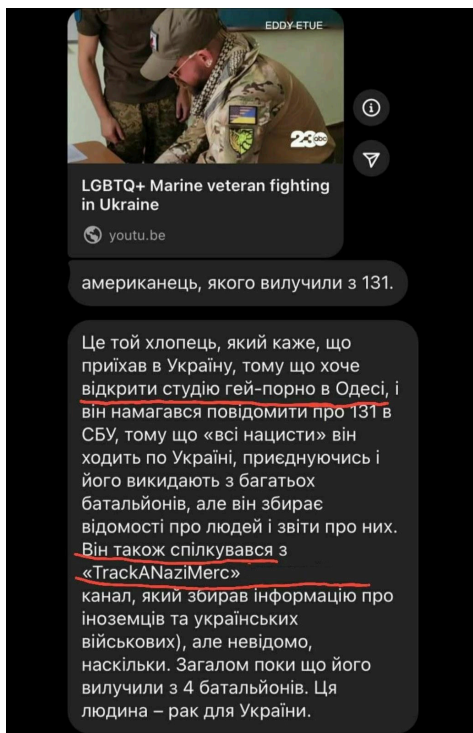 EDDY ETUE
23abc
LGBTQ+ Marine veteran fighting
in Ukraine
youtu.be
американець, якого вилучили з 131.
Це той хлопець, який каже, що
приїхав в Україну, тому що хоче
відкрити студію гей-порно в Одесі, і
він намагався повідомити про 131 в
СБУ, тому що «всі нацисти» він
ходить по Україні, приєднуючись і
його викидають з багатьох
батальйонів, але він збирає
відомості про людей і звіти про них.
Він також спілкувався з
«TrackANaziMerc»
канал, який збирав інформацію про
іноземців та українських
військових), але невідомо,
наскільки. Загалом поки що його
вилучили з 4 батальйонів. Ця
людина – рак для України.